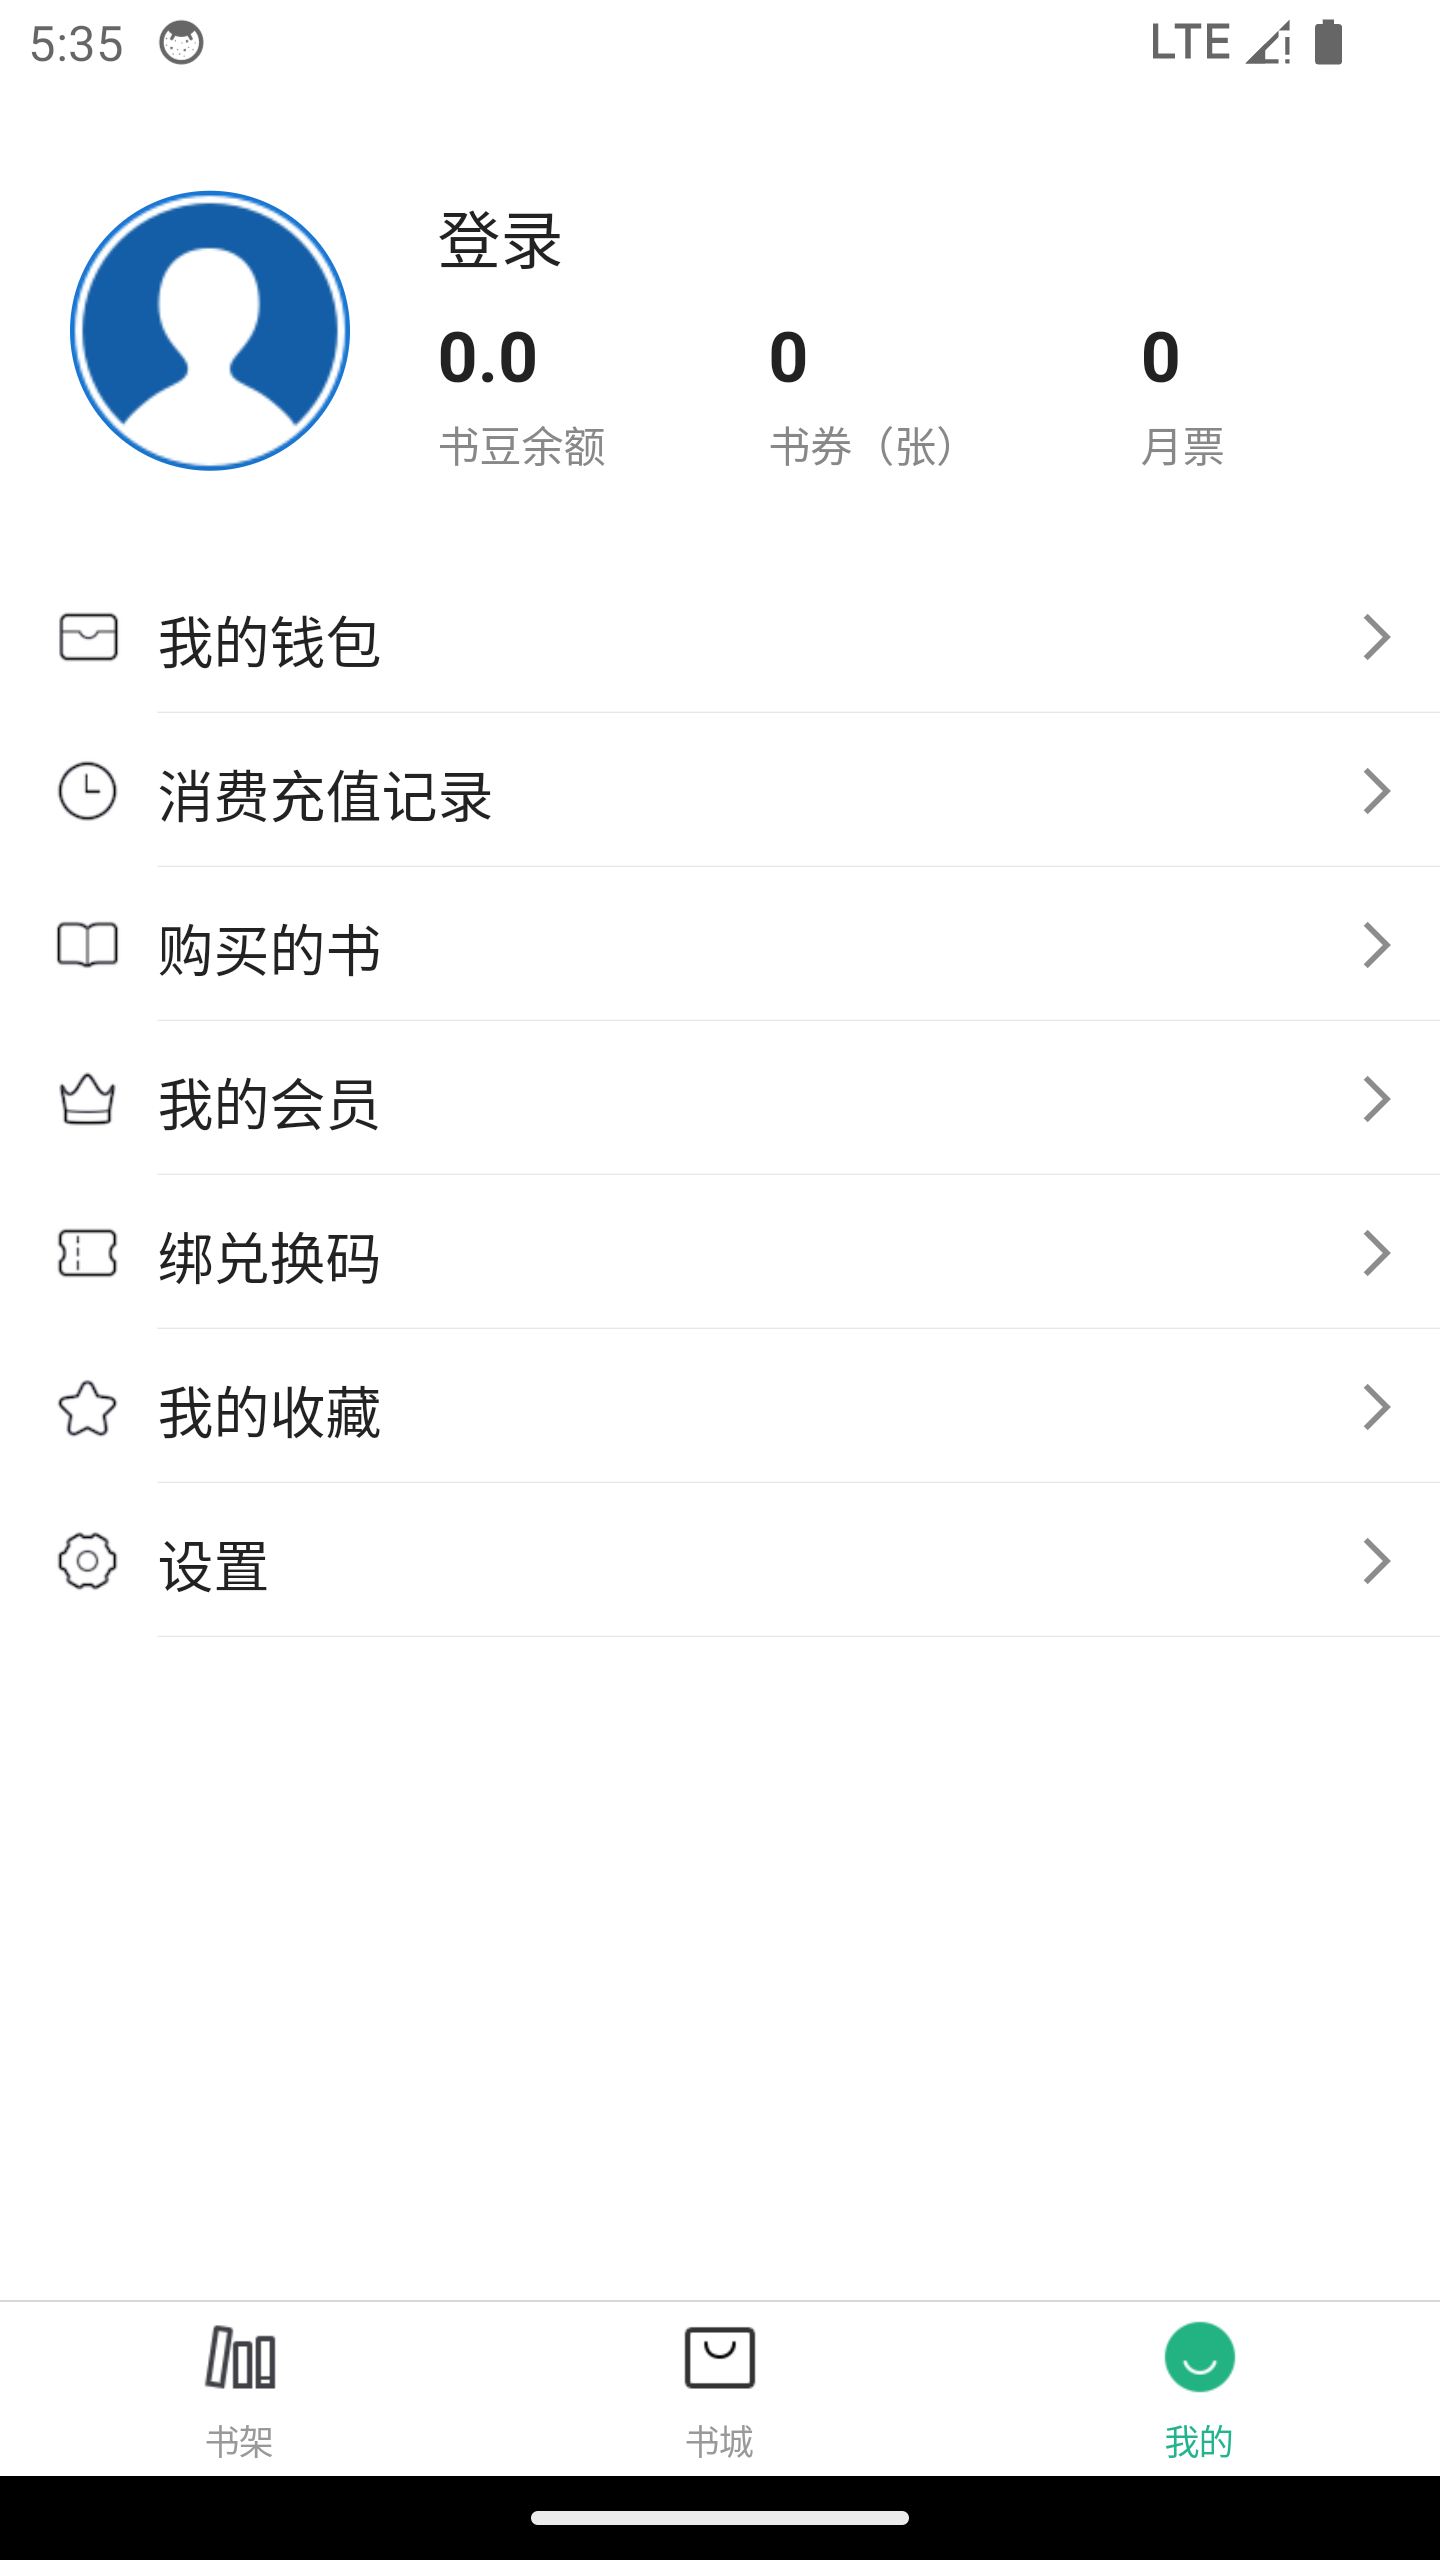 5:35
LTE
登录
0.0
0
0
书豆余额
书券（张）
月票
我的钱包
消费充值记录
购买的书
我的会员
绑兑换码
我的收藏
设置
书架
书城
我的